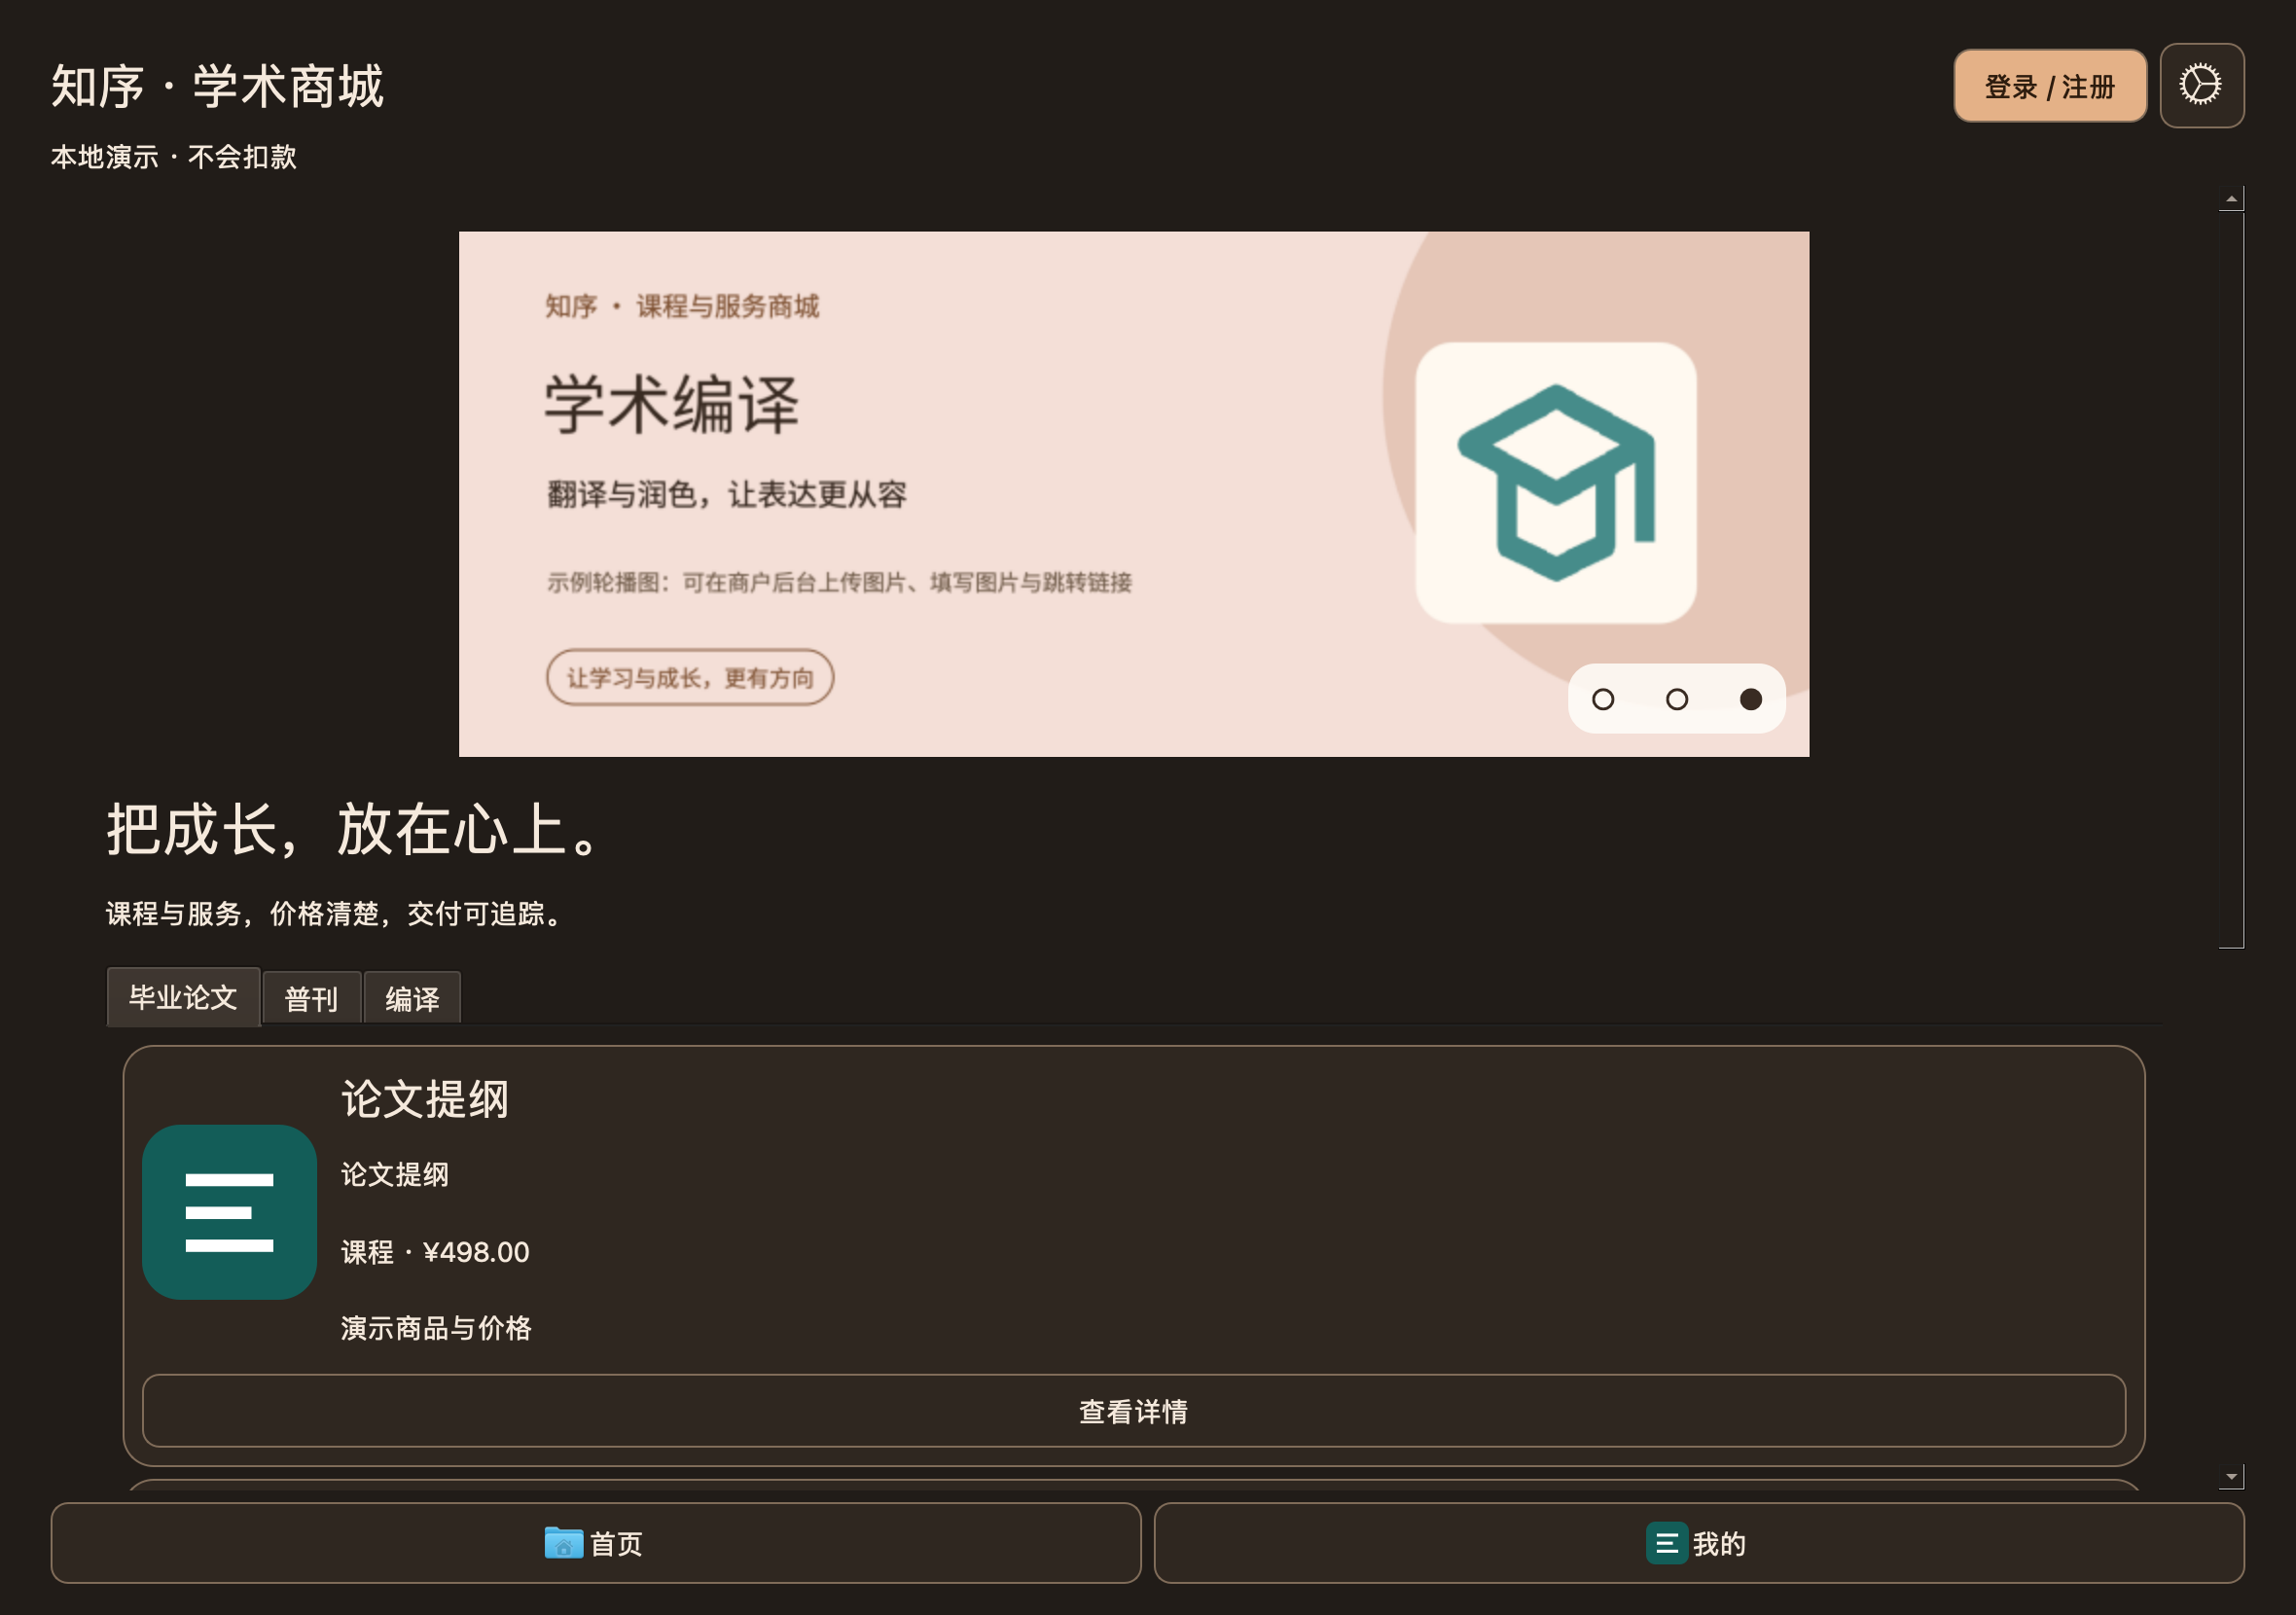 知序 · 学术商城
登录 / 注册
本地演示 · 不会扣款
知序 · 课程与服务商城
学术编译
翻译与润色，让表达更从容
示例轮播图：可在商户后台上传图片、填写图片与跳转链接
让学习与成长，更有方向
把成长，放在心上。
课程与服务，价格清楚，交付可追踪。
毕业论文 普刊 编译
论文提纲
论文提纲
课程 · ¥498.00
演示商品与价格
查看详情
首页 我的